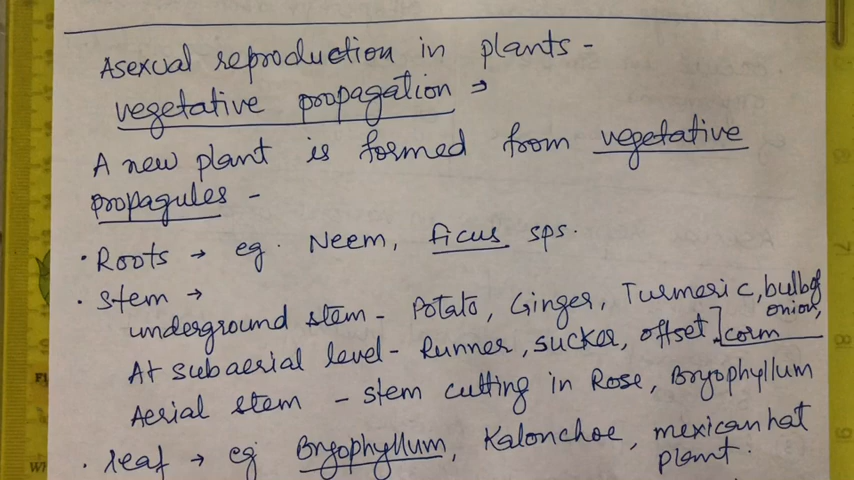 Asexual reproduction in plants -
vegetative propagation →
A new plant is formed from vegetative
propagules -
• Roots → eg. Neem, ficus sps.
• Stem →
underground stem - Potato, Ginger, Turmeric, bulb of onion,
At subaerial level - Runner, sucker, offset ] corm
Aerial stem - stem cutting in Rose, Bryophyllum
• leaf → eg Bryophyllum, Kalonchoe, mexican hat
plant.